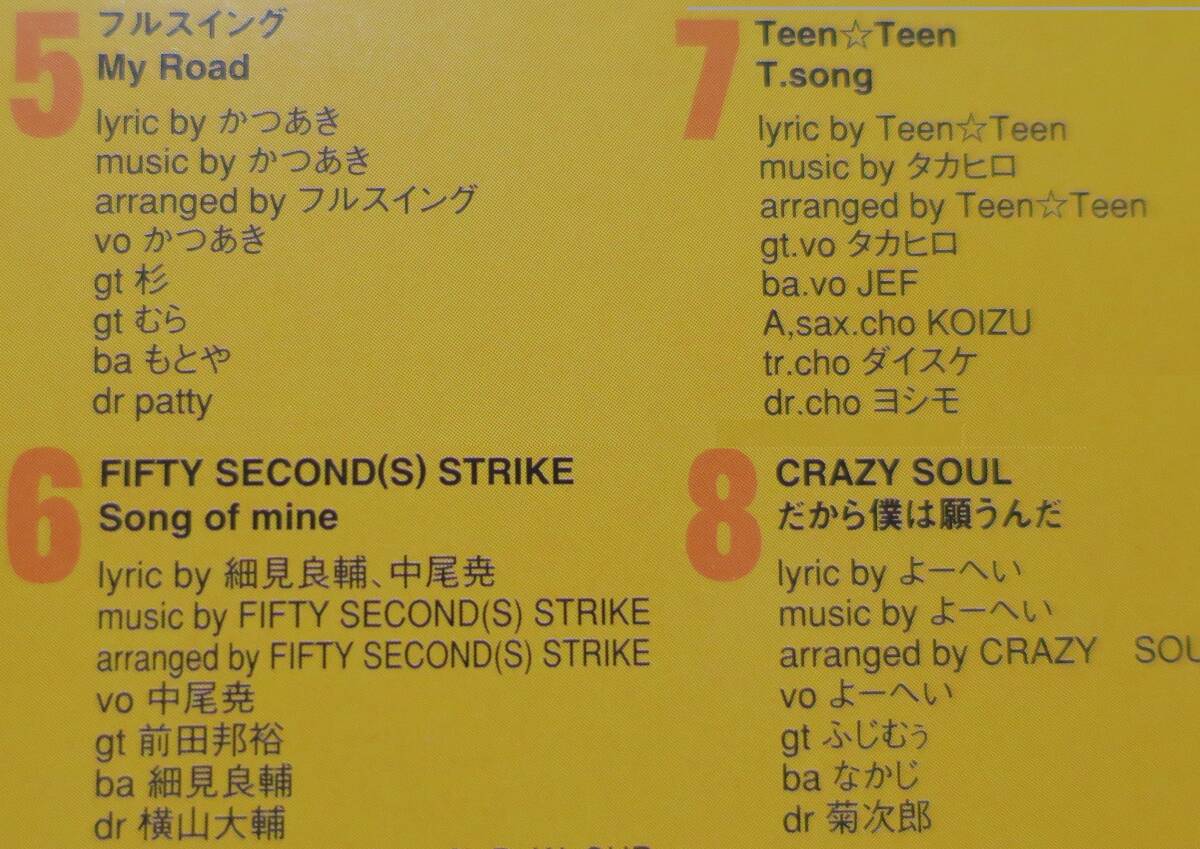 5
フルスイング
My Road
lyric by かつあき
music by かつあき
arranged by フルスイング
vo かつあき
gt 杉
gt むら
ba もとや
dr patty
6
FIFTY SECOND(S) STRIKE
Song of mine
lyric by 細見良輔、中尾尭
music by FIFTY SECOND(S) STRIKE
arranged by FIFTY SECOND(S) STRIKE
vo 中尾尭
gt 前田邦裕
ba 細見良輔
dr 横山大輔
7
Teen☆Teen
T.song
lyric by Teen☆Teen
music by タカヒロ
arranged by Teen☆Teen
gt.vo タカヒロ
ba.vo JEF
A,sax.cho KOIZU
tr.cho ダイスケ
dr.cho ヨシモ
8
CRAZY SOUL
だから僕は願うんだ
lyric by よーへい
music by よーへい
arranged by CRAZY SOU
vo よーへい
gt ふじむぅ
ba なかじ
dr 菊次郎